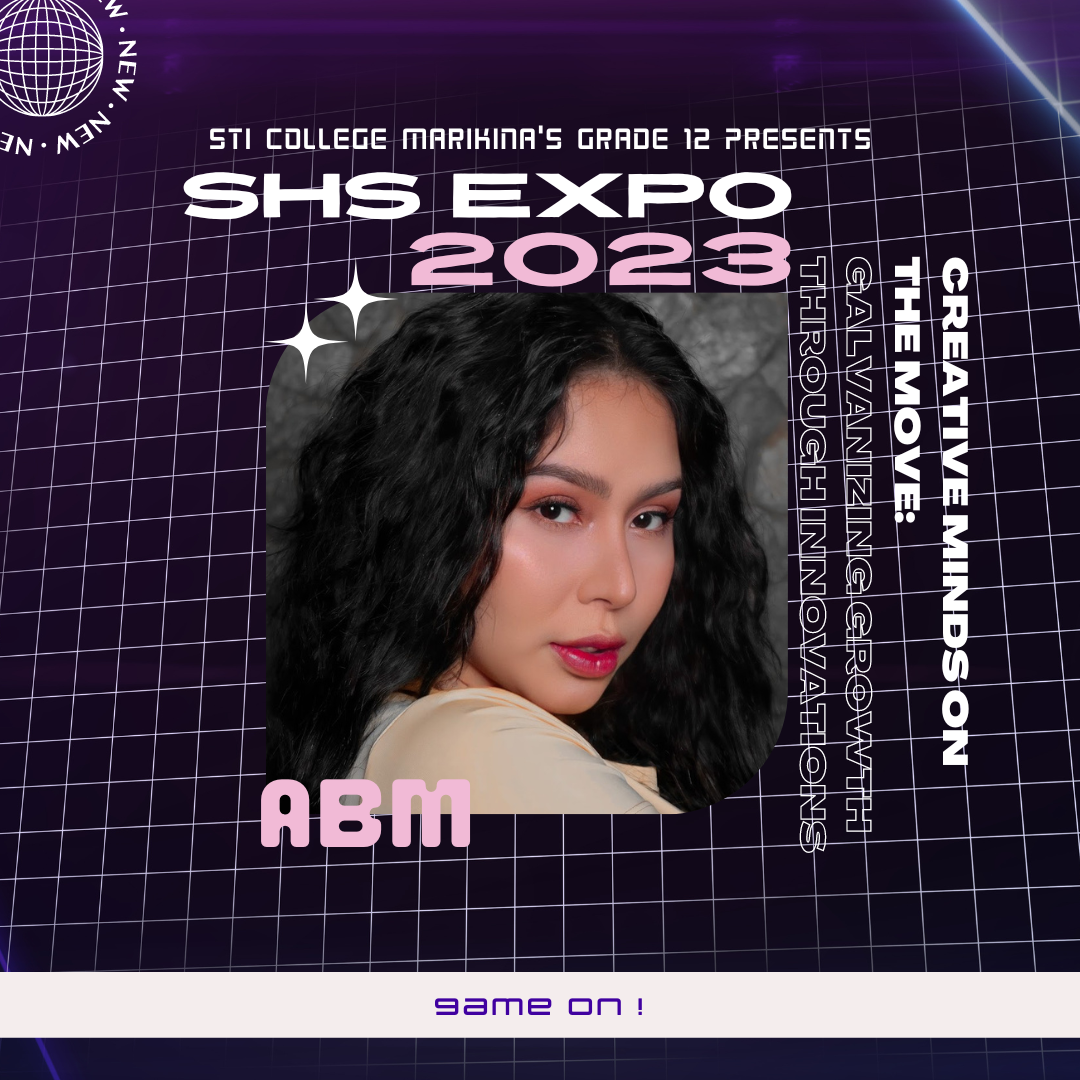 W • NEW • NEW • NEW • NE
STI COLLEGE MARIKINA'S GRADE 12 PRESENTS
SHS EXPO
2023
CREATIVE MINDS ON
THE MOVE:
GALVANIZING GROWTH
THROUGH INNOVATIONS
ABM
game on !